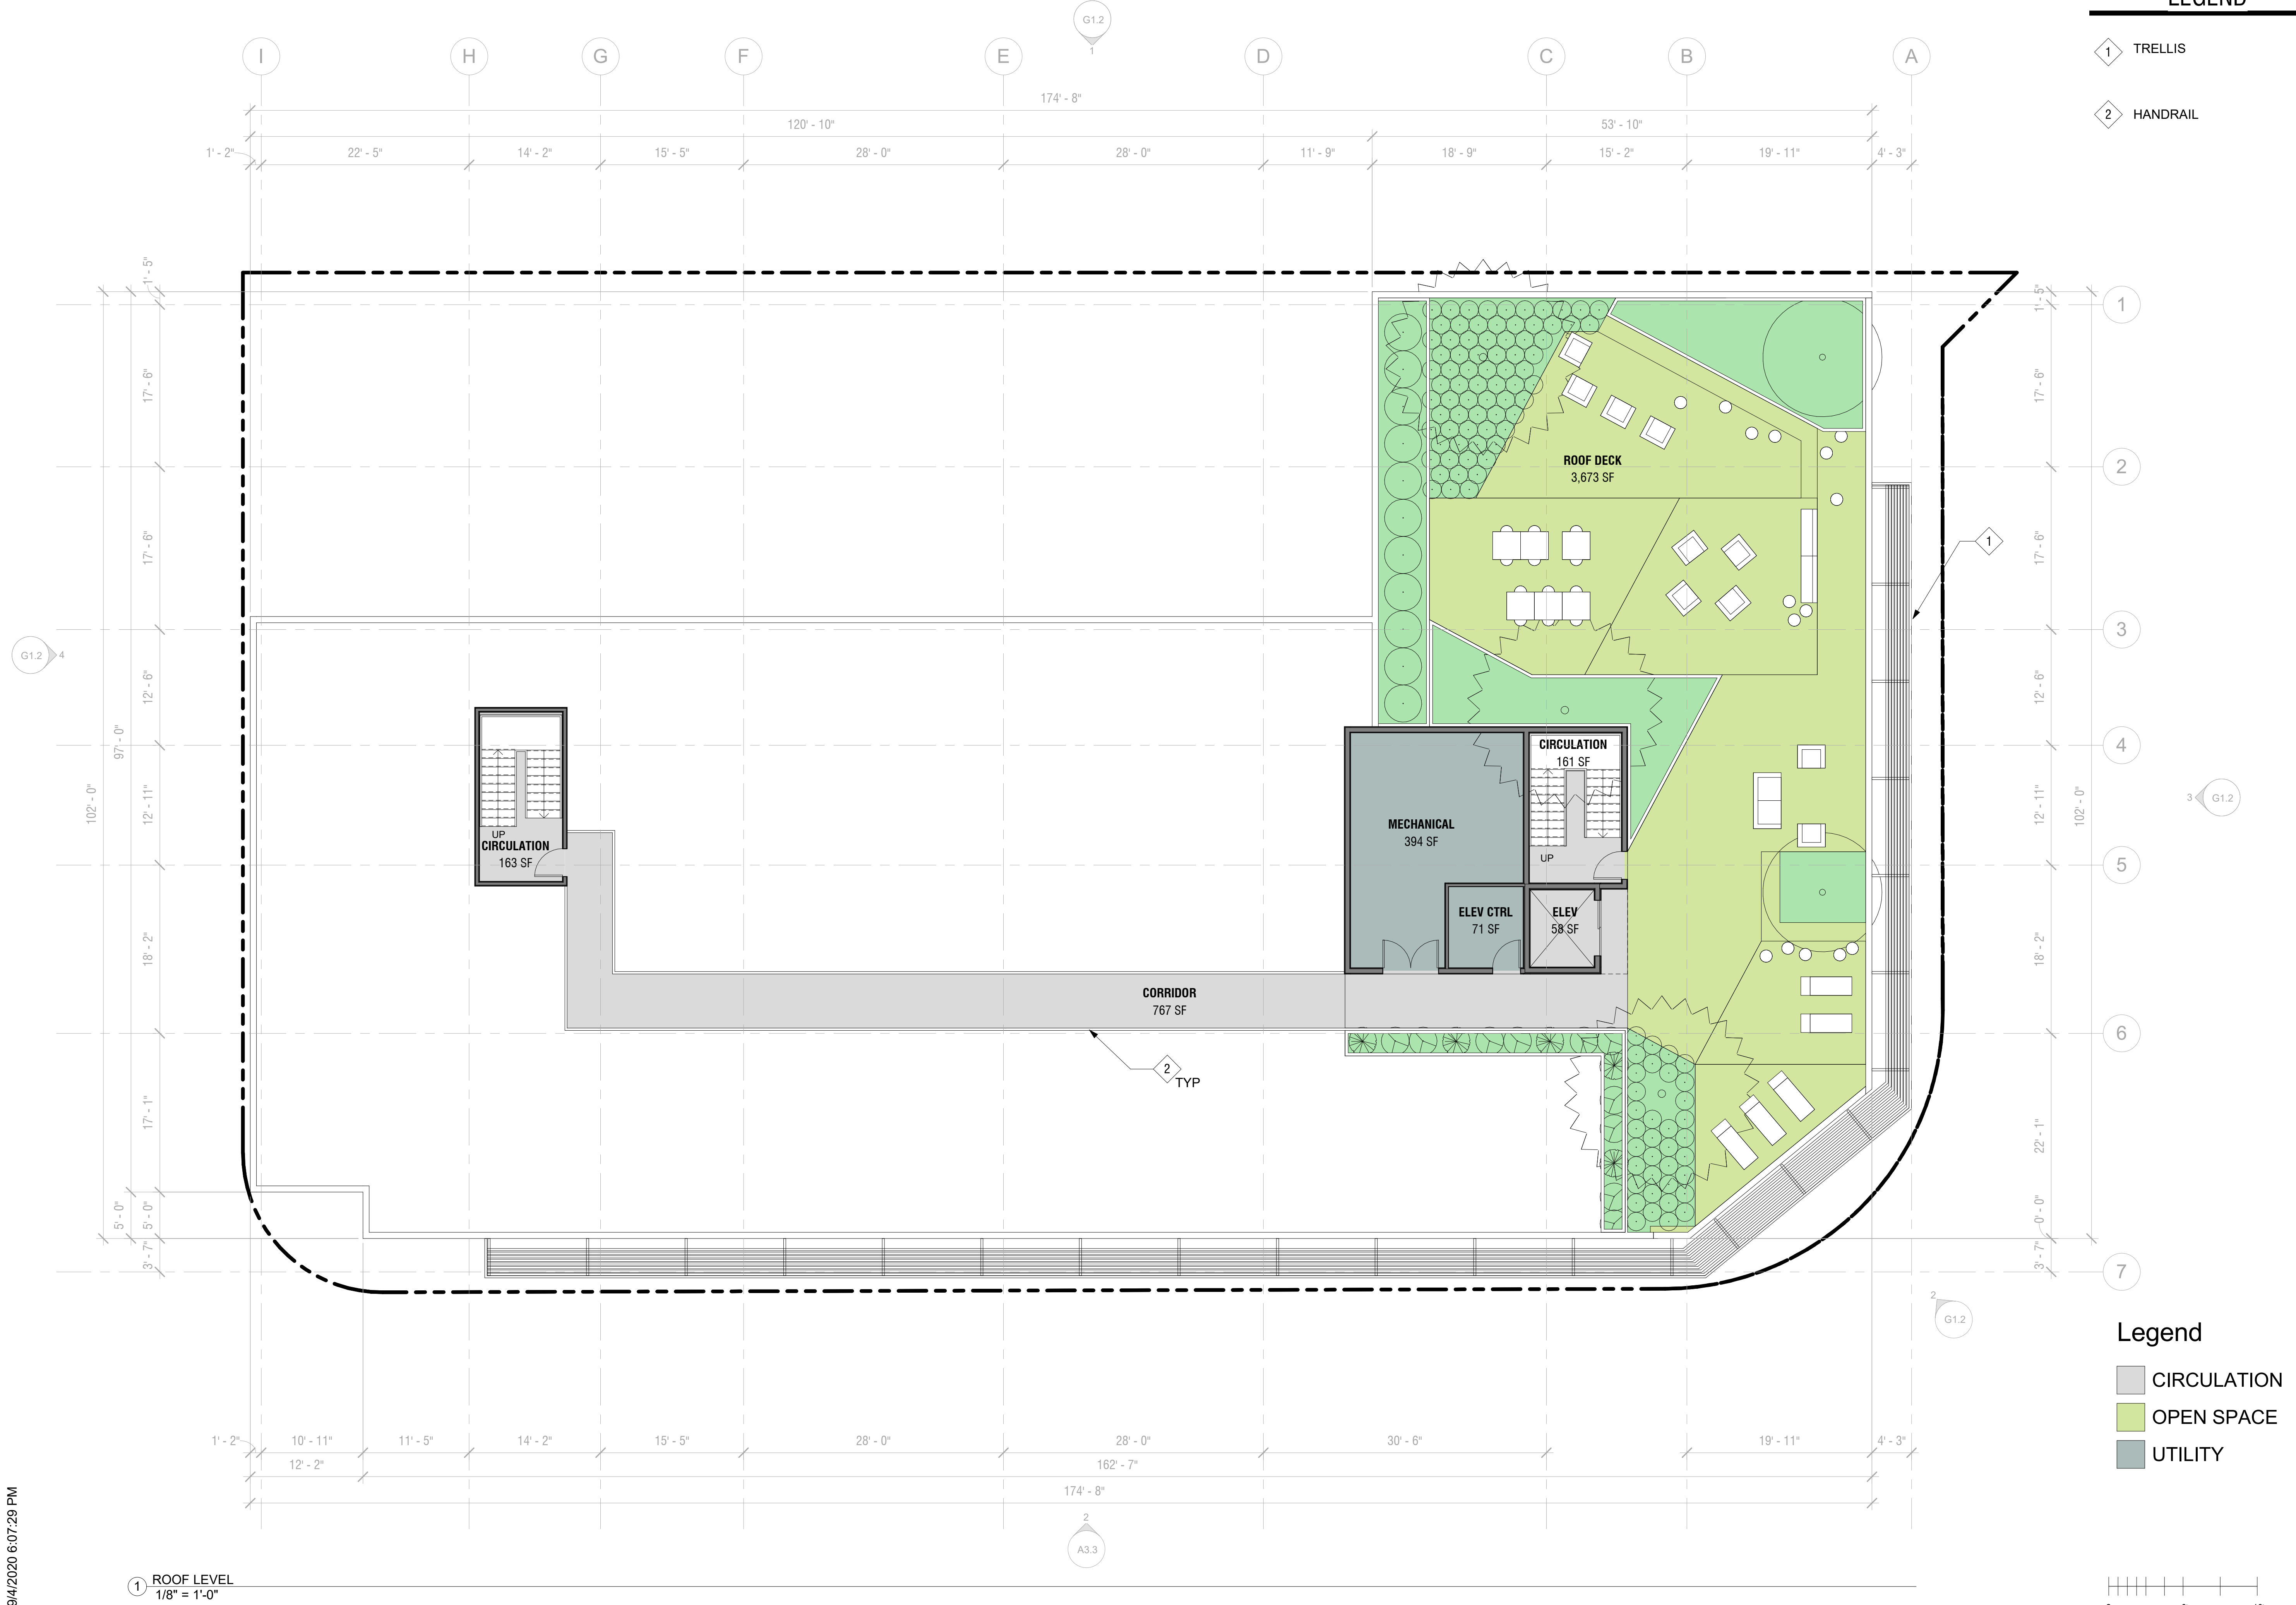 LEGEND
1 TRELLIS
2 HANDRAIL
G1.2
1
I H G F E D C B A
174' - 8"
120' - 10" 53' - 10"
1' - 2" 22' - 5" 14' - 2" 15' - 5" 28' - 0" 28' - 0" 11' - 9" 18' - 9" 15' - 2" 19' - 11" 4' - 3"
1' - 5"
17' - 6"
17' - 6"
12' - 6"
12' - 11"
18' - 2"
17' - 1"
5' - 0"
3' - 7"
97' - 0"
5' - 0"
102' - 0"
G1.2 4
ROOF DECK
3,673 SF
1
CIRCULATION
161 SF
UP
MECHANICAL
394 SF
ELEV CTRL
71 SF
ELEV
58 SF
UP
CIRCULATION
163 SF
CORRIDOR
767 SF
2
TYP
1' - 5"
17' - 6"
17' - 6"
12' - 6"
12' - 11"
18' - 2"
22' - 1"
0' - 0"
3' - 7"
102' - 0"
1
2
3
4
5
6
7
3 G1.2
2
G1.2
Legend
CIRCULATION
OPEN SPACE
UTILITY
1' - 2" 10' - 11" 11' - 5" 14' - 2" 15' - 5" 28' - 0" 28' - 0" 30' - 6" 19' - 11" 4' - 3"
12' - 2" 162' - 7"
174' - 8"
2
A3.3
1 ROOF LEVEL
1/8" = 1'-0"
9/4/2020 6:07:29 PM